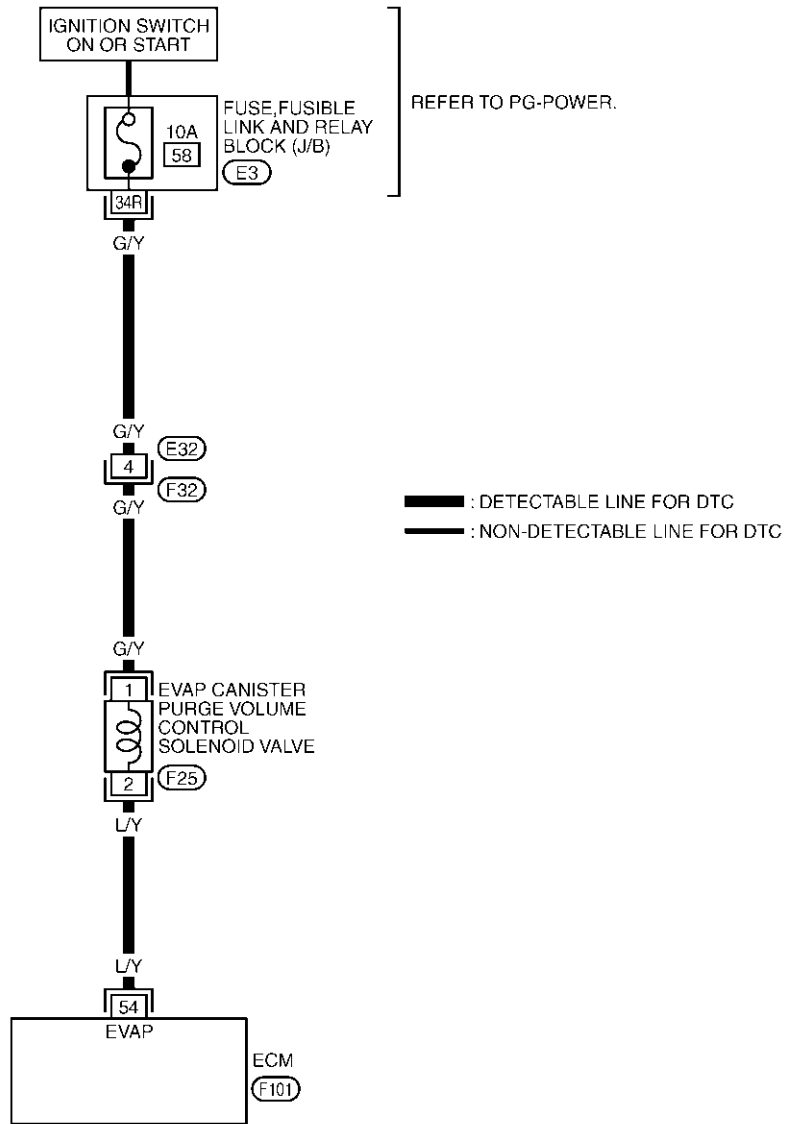 IGNITION SWITCH
ON OR START
FUSE,FUSIBLE
LINK AND RELAY
BLOCK (J/B)
10A
58
E3
REFER TO PG-POWER.
34R
G/Y
G/Y
E32
4
F32
G/Y
: DETECTABLE LINE FOR DTC
: NON-DETECTABLE LINE FOR DTC
G/Y
1
EVAP CANISTER
PURGE VOLUME
CONTROL
SOLENOID VALVE
2
F25
L/Y
L/Y
54
EVAP
ECM
F101